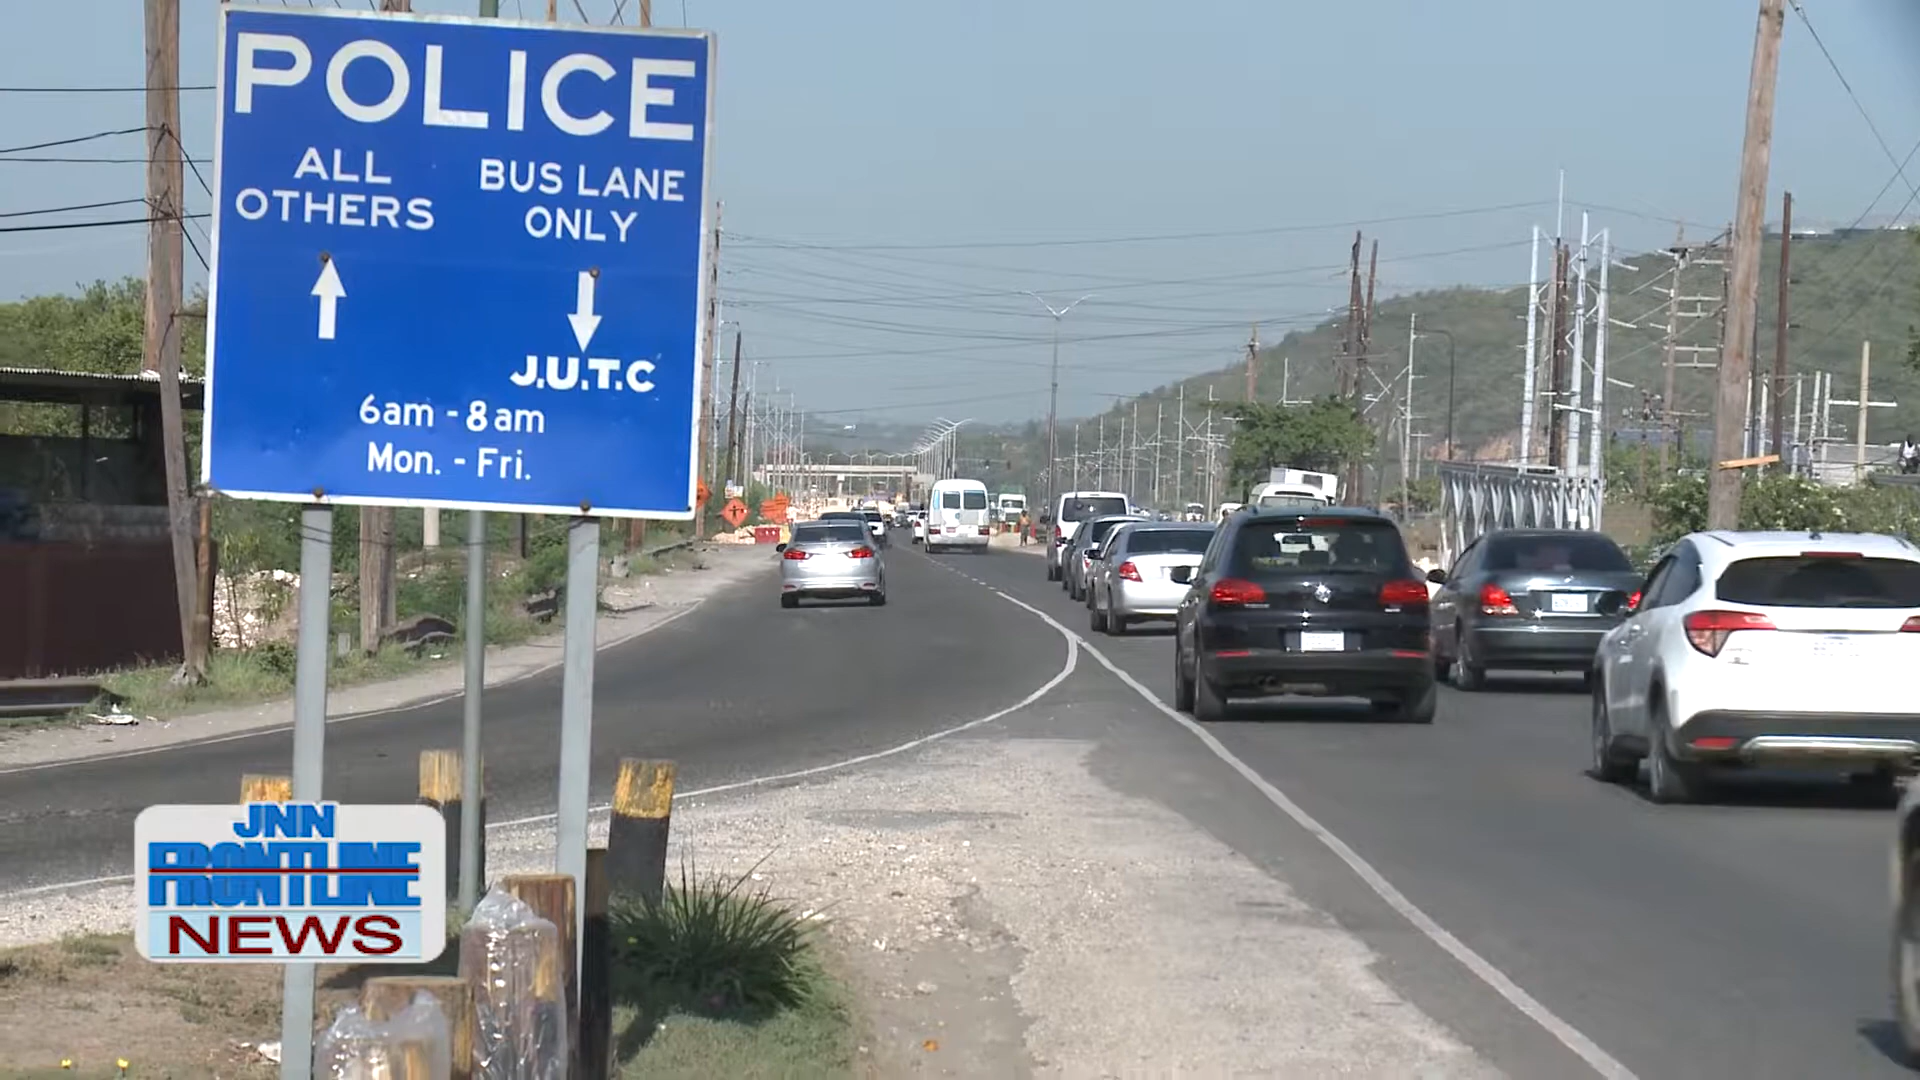 POLICE
ALL OTHERS
BUS LANE ONLY
J.U.T.C
6am - 8am
Mon. - Fri.
JNN
FRONTLINE
NEWS